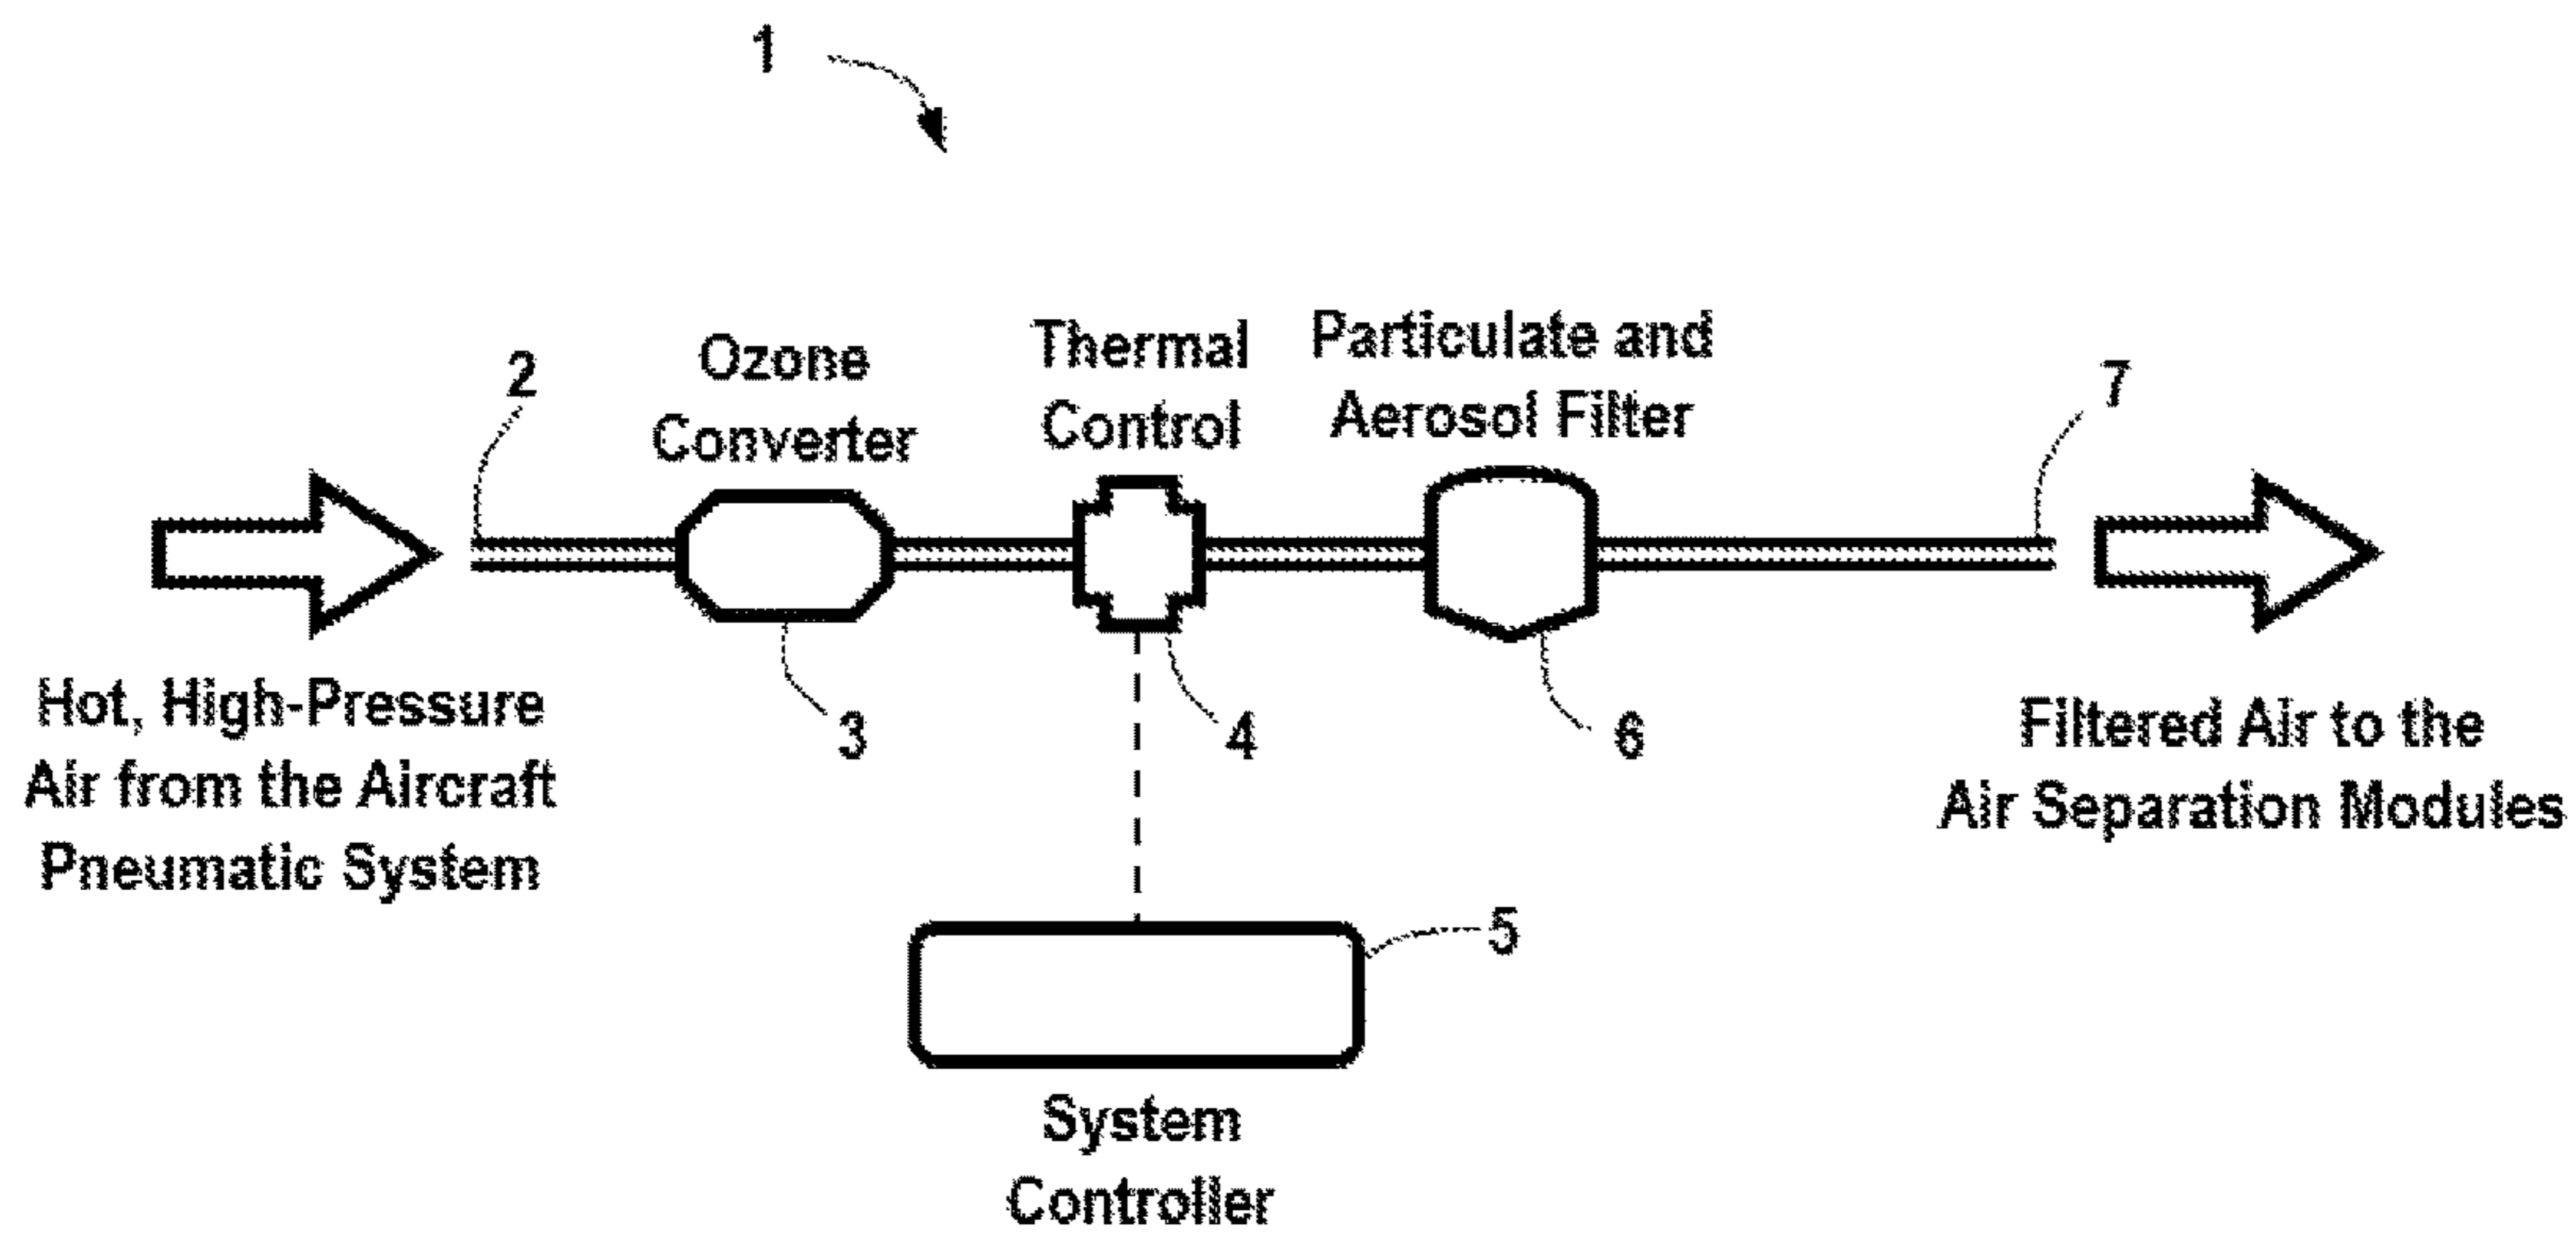 1
2
Ozone
Converter
Thermal
Control
Particulate and
Aerosol Filter
7
Hot, High-Pressure
Air from the Aircraft
Pneumatic System
3
4
6
Filtered Air to the
Air Separation Modules
5
System
Controller